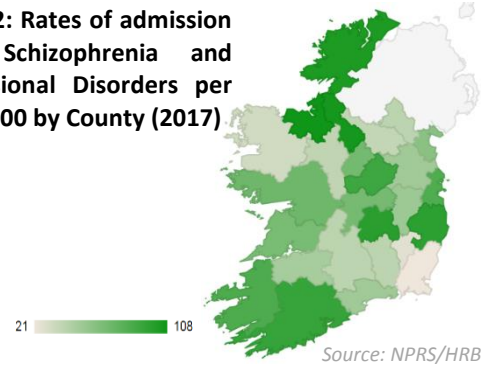 2: Rates of admission
Schizophrenia and
ional Disorders per
00 by County (2017)
21 108
Source: NPRS/HRB